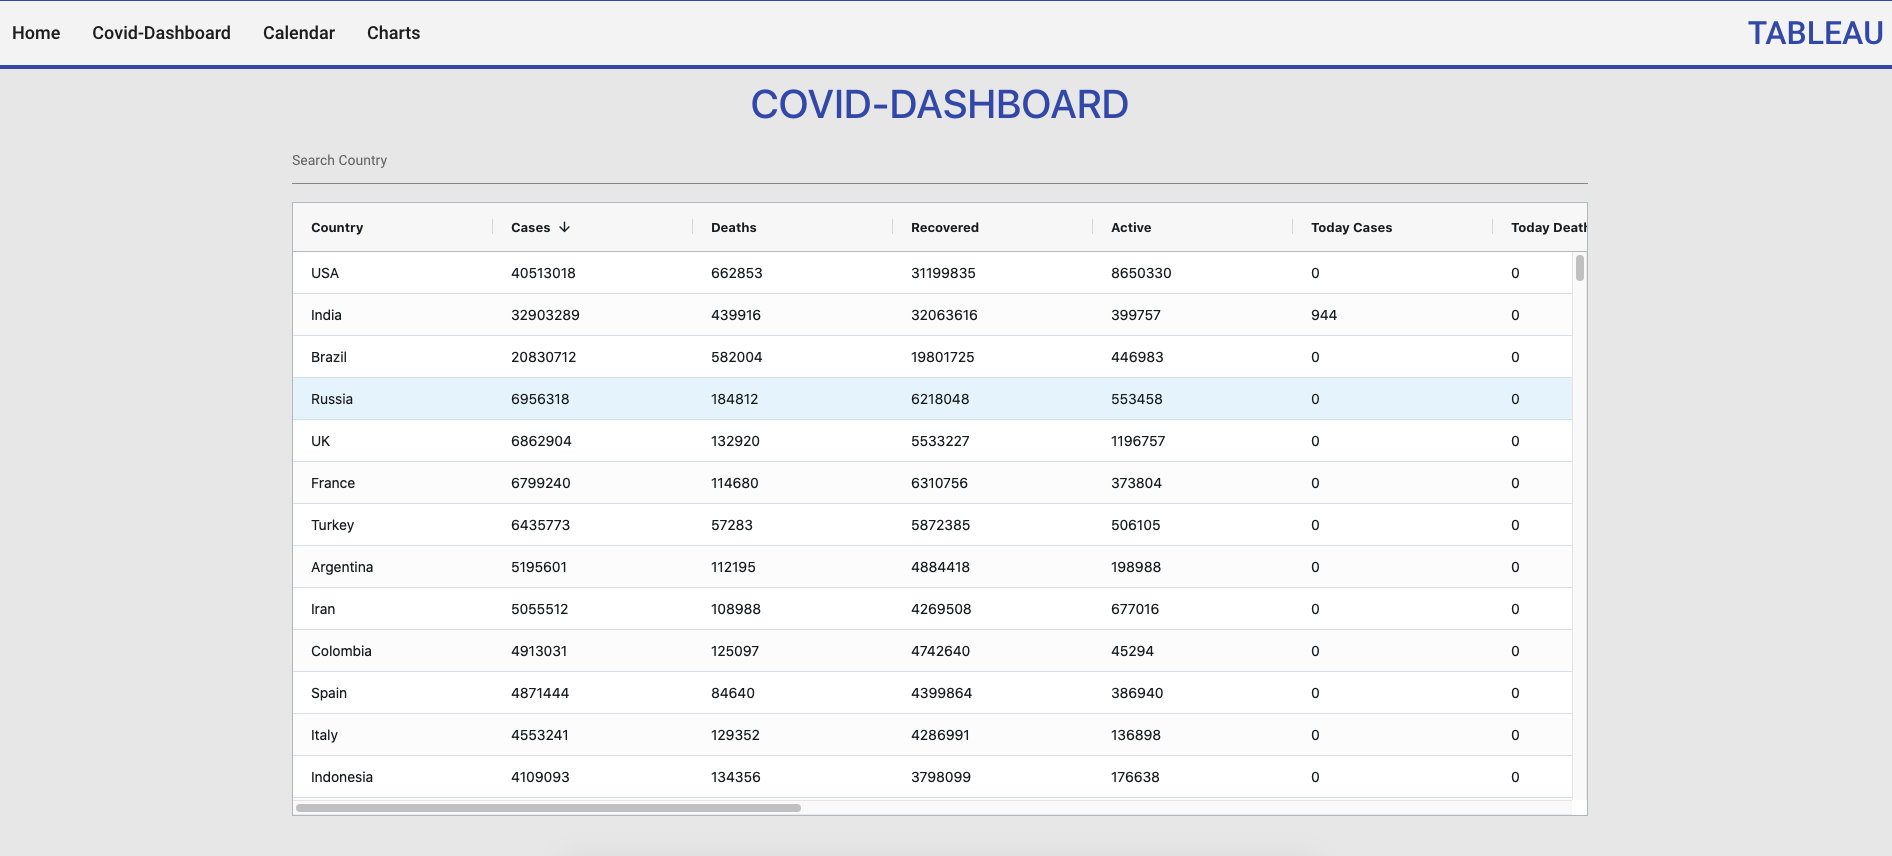 Home Covid-Dashboard Calendar Charts TABLEAU
COVID-DASHBOARD
Search Country
Country Cases ↓ Deaths Recovered Active Today Cases Today Death
USA 40513018 662853 31199835 8650330 0 0
India 32903289 439916 32063616 399757 944 0
Brazil 20830712 582004 19801725 446983 0 0
Russia 6956318 184812 6218048 553458 0 0
UK 6862904 132920 5533227 1196757 0 0
France 6799240 114680 6310756 373804 0 0
Turkey 6435773 57283 5872385 506105 0 0
Argentina 5195601 112195 4884418 198988 0 0
Iran 5055512 108988 4269508 677016 0 0
Colombia 4913031 125097 4742640 45294 0 0
Spain 4871444 84640 4399864 386940 0 0
Italy 4553241 129352 4286991 136898 0 0
Indonesia 4109093 134356 3798099 176638 0 0